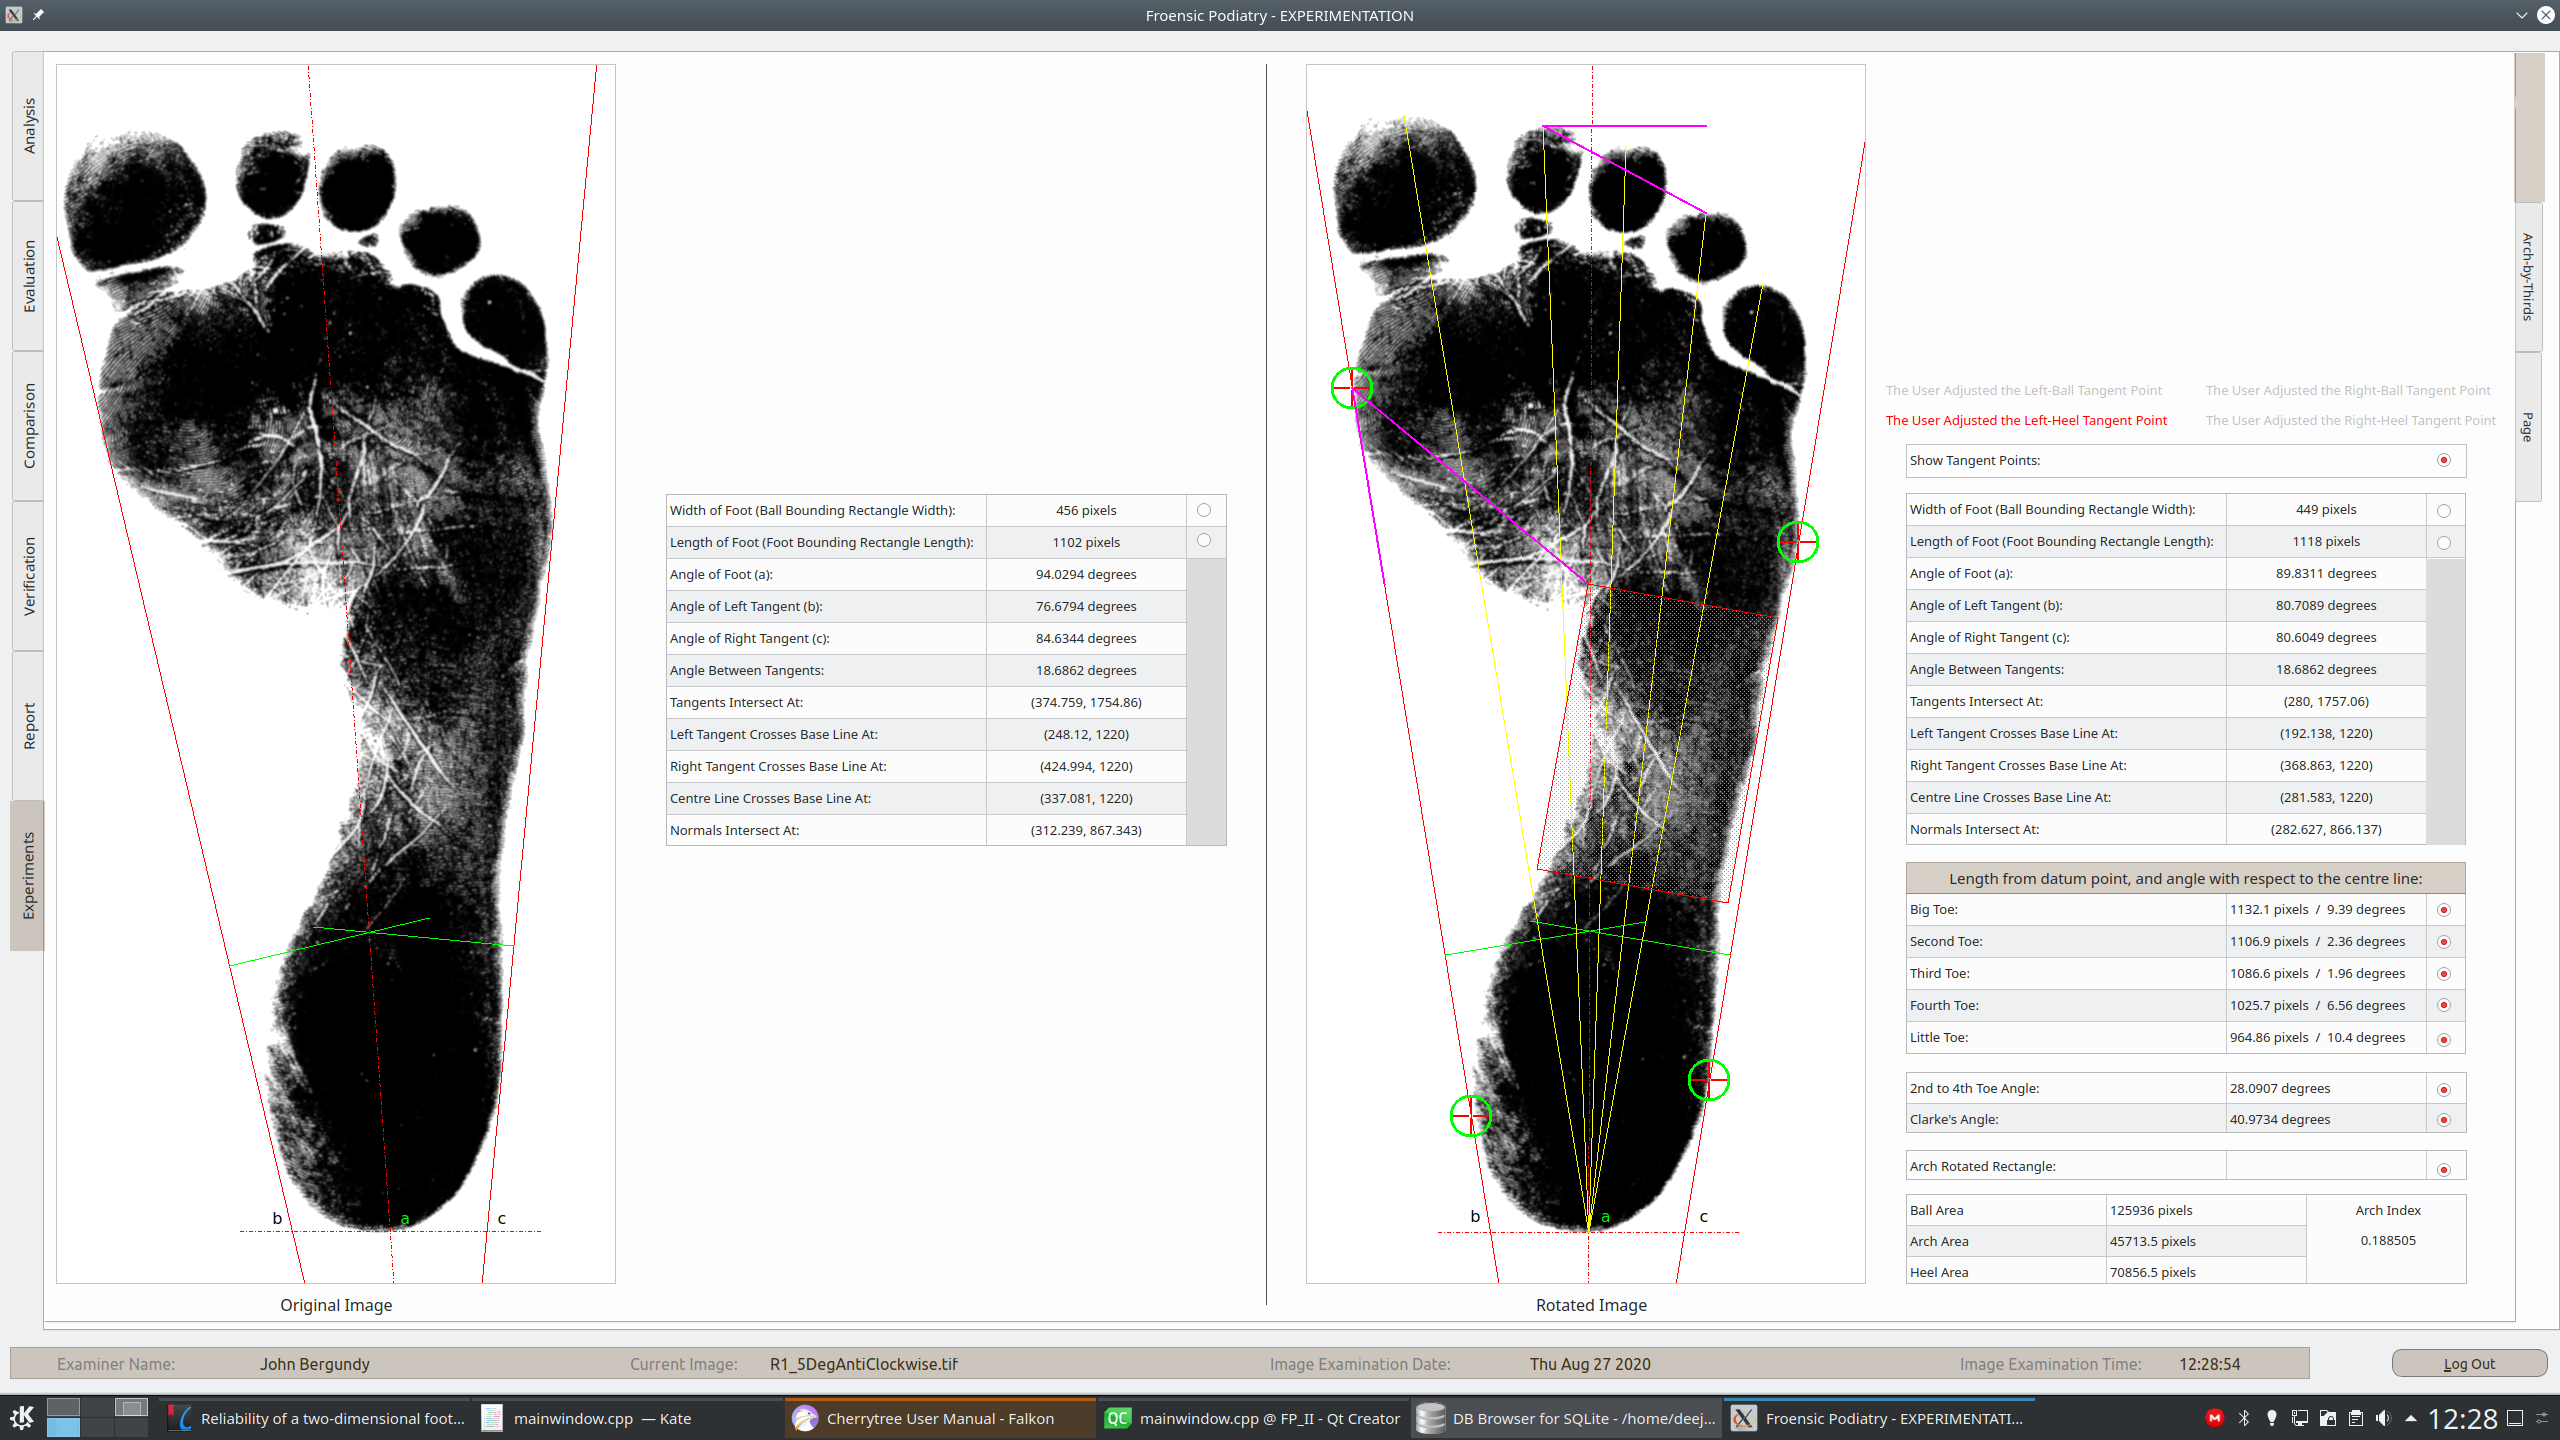 Froensic Podiatry - EXPERIMENTATION
Analysis
Evaluation
Comparison
Verification
Report
Experiments
b
a
c
Original Image
Width of Foot (Ball Bounding Rectangle Width): 456 pixels
Length of Foot (Foot Bounding Rectangle Length): 1102 pixels
Angle of Foot (a): 94.0294 degrees
Angle of Left Tangent (b): 76.6794 degrees
Angle of Right Tangent (c): 84.6344 degrees
Angle Between Tangents: 18.6862 degrees
Tangents Intersect At: (374.759, 1754.86)
Left Tangent Crosses Base Line At: (248.12, 1220)
Right Tangent Crosses Base Line At: (424.994, 1220)
Centre Line Crosses Base Line At: (337.081, 1220)
Normals Intersect At: (312.239, 867.343)
b
a
c
Rotated Image
The User Adjusted the Left-Ball Tangent Point The User Adjusted the Right-Ball Tangent Point
The User Adjusted the Left-Heel Tangent Point The User Adjusted the Right-Heel Tangent Point
Show Tangent Points:
Width of Foot (Ball Bounding Rectangle Width): 449 pixels
Length of Foot (Foot Bounding Rectangle Length): 1118 pixels
Angle of Foot (a): 89.8311 degrees
Angle of Left Tangent (b): 80.7089 degrees
Angle of Right Tangent (c): 80.6049 degrees
Angle Between Tangents: 18.6862 degrees
Tangents Intersect At: (280, 1757.06)
Left Tangent Crosses Base Line At: (192.138, 1220)
Right Tangent Crosses Base Line At: (368.863, 1220)
Centre Line Crosses Base Line At: (281.583, 1220)
Normals Intersect At: (282.627, 866.137)
Length from datum point, and angle with respect to the centre line:
Big Toe: 1132.1 pixels / 9.39 degrees
Second Toe: 1106.9 pixels / 2.36 degrees
Third Toe: 1086.6 pixels / 1.96 degrees
Fourth Toe: 1025.7 pixels / 6.56 degrees
Little Toe: 964.86 pixels / 10.4 degrees
2nd to 4th Toe Angle: 28.0907 degrees
Clarke's Angle: 40.9734 degrees
Arch Rotated Rectangle:
Ball Area 125936 pixels Arch Index
Arch Area 45713.5 pixels 0.188505
Heel Area 70856.5 pixels
Arch-by-Thirds
Page
Examiner Name: John Bergundy Current Image: R1_5DegAntiClockwise.tif Image Examination Date: Thu Aug 27 2020 Image Examination Time: 12:28:54 Log Out
Reliability of a two-dimensional foot... mainwindow.cpp — Kate Cherrytree User Manual - Falkon QC mainwindow.cpp @ FP_II - Qt Creator DB Browser for SQLite - /home/deej... Froensic Podiatry - EXPERIMENTATI... M 12:28